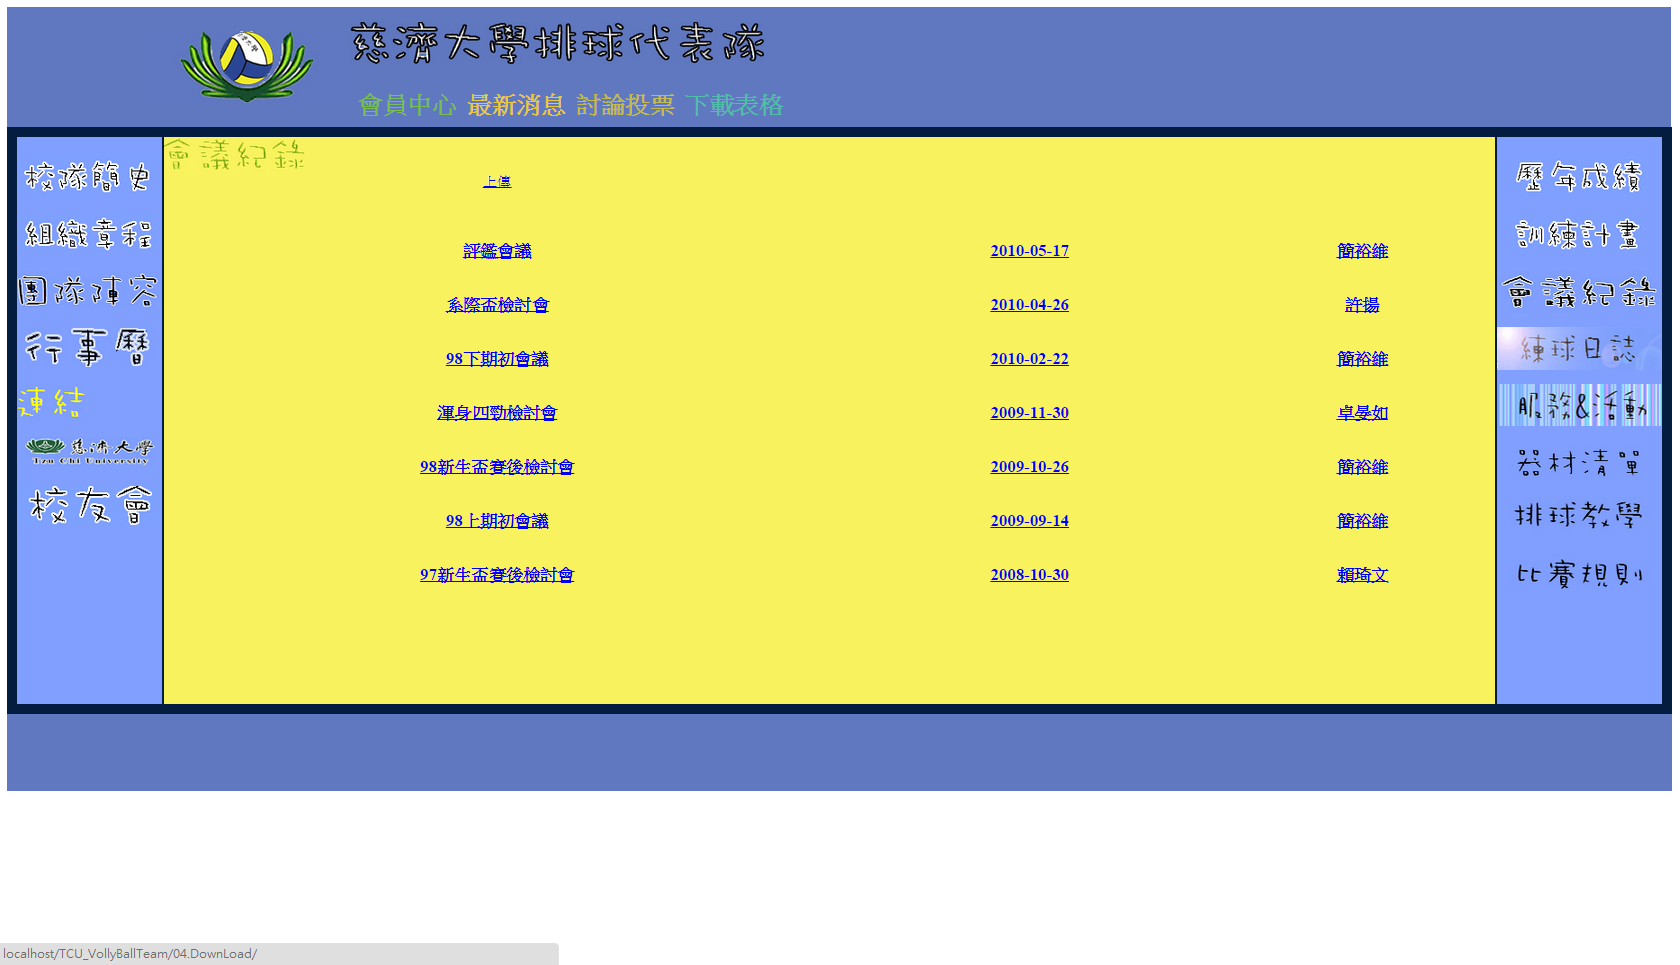 慈濟大學排球代表隊
會員中心 最新消息 討論投票 下載表格
校隊簡史
組織章程
團隊陣容
行事曆
連結
慈濟大學
Tzu Chi University
校友會
會議紀錄
上傳
評鑑會議 2010-05-17 簡裕維
系際盃檢討會 2010-04-26 許揚
98下期初會議 2010-02-22 簡裕維
渾身四勁檢討會 2009-11-30 卓晏如
98新生盃賽後檢討會 2009-10-26 簡裕維
98上期初會議 2009-09-14 簡裕維
97新生盃賽後檢討會 2008-10-30 賴琦文
歷年成績
訓練計畫
會議紀錄
練球日誌
服務&活動
器材清單
排球教學
比賽規則
localhost/TCU_VollyBallTeam/04.DownLoad/